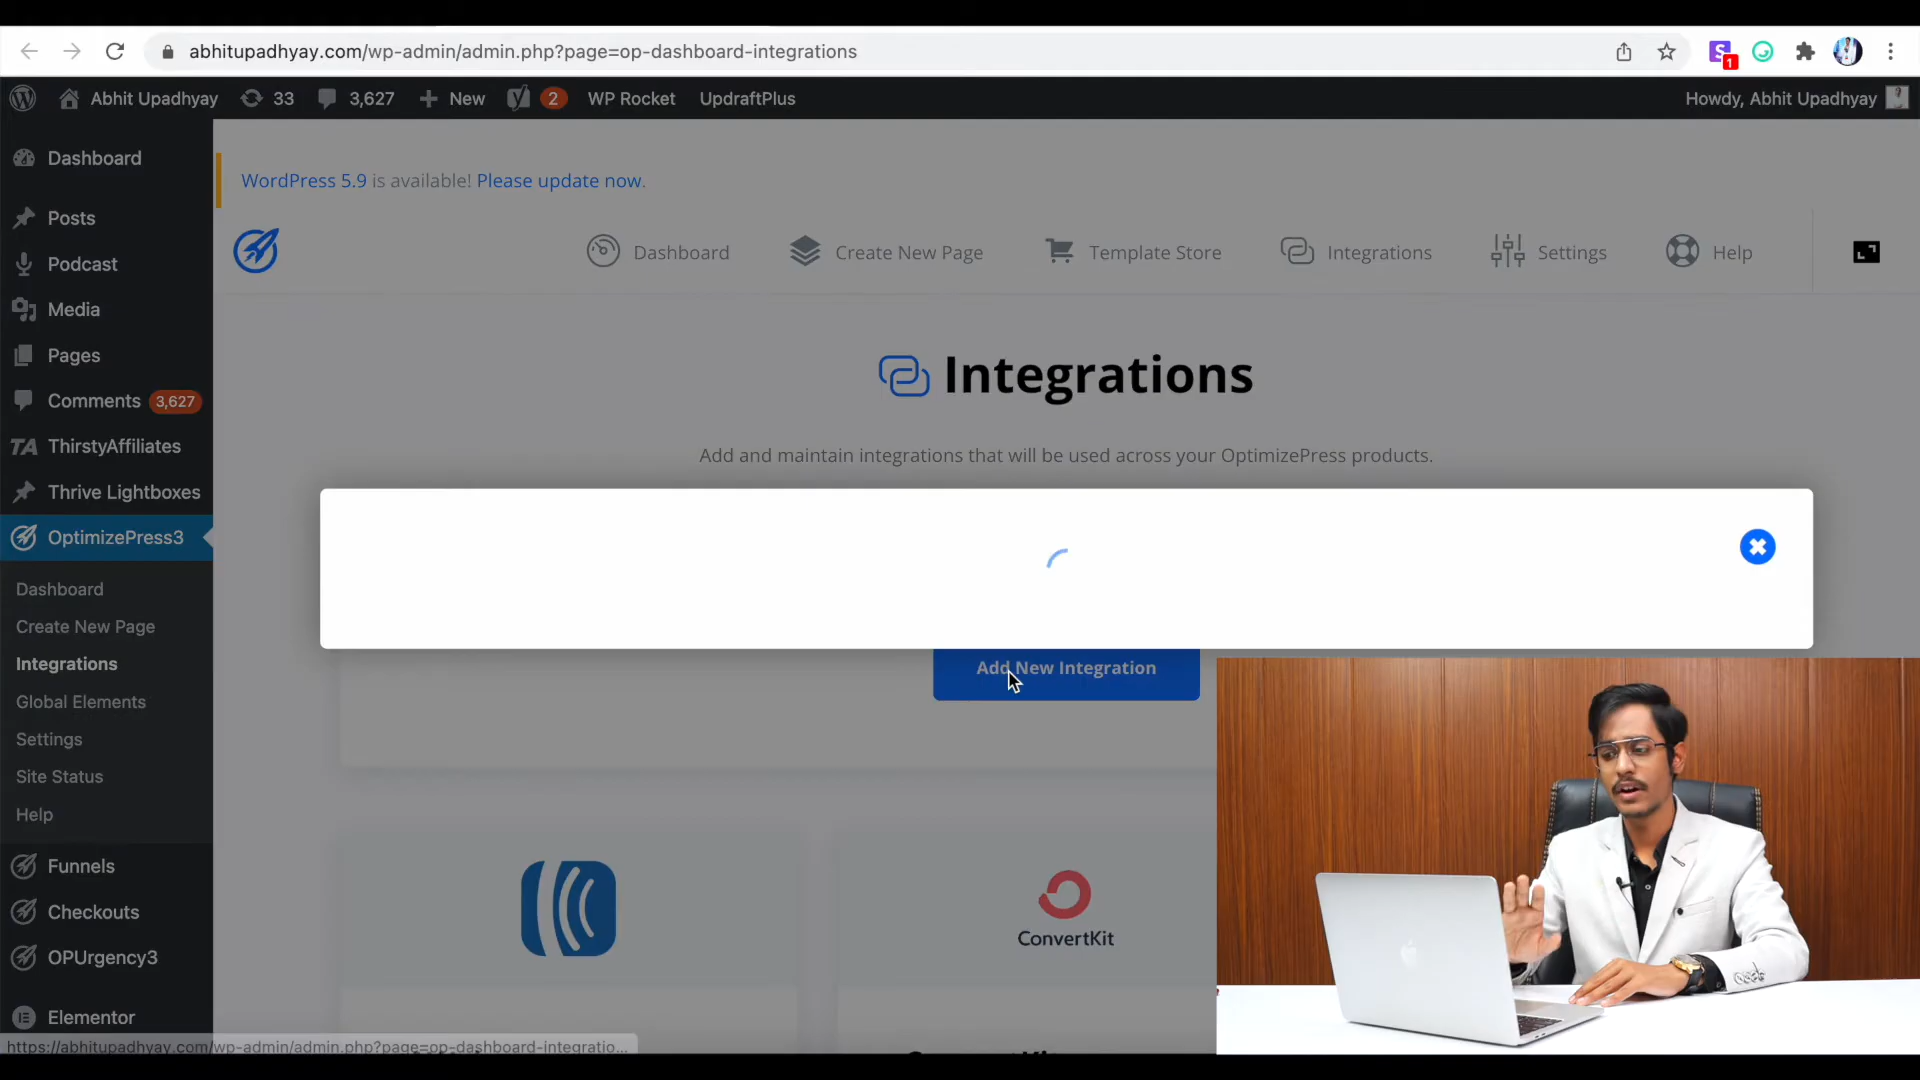 abhitupadhyay.com/wp-admin/admin.php?page=op-dashboard-integrations
1
Abhit Upadhyay 33 3,627 New 2 WP Rocket UpdraftPlus Howdy, Abhit Upadhyay
Dashboard
Posts
Podcast
Media
Pages
Comments 3,627
TA ThirstyAffiliates
Thrive Lightboxes
OptimizePress3
Dashboard
Create New Page
Integrations
Global Elements
Settings
Site Status
Help
Funnels
Checkouts
OPUrgency3
Elementor
https://abhitupadhyay.com/wp-admin/admin.php?page=op-dashboard-integratio...
WordPress 5.9 is available! Please update now.
Dashboard Create New Page Template Store Integrations Settings Help
Integrations
Add and maintain integrations that will be used across your OptimizePress products.
Add New Integration
ConvertKit